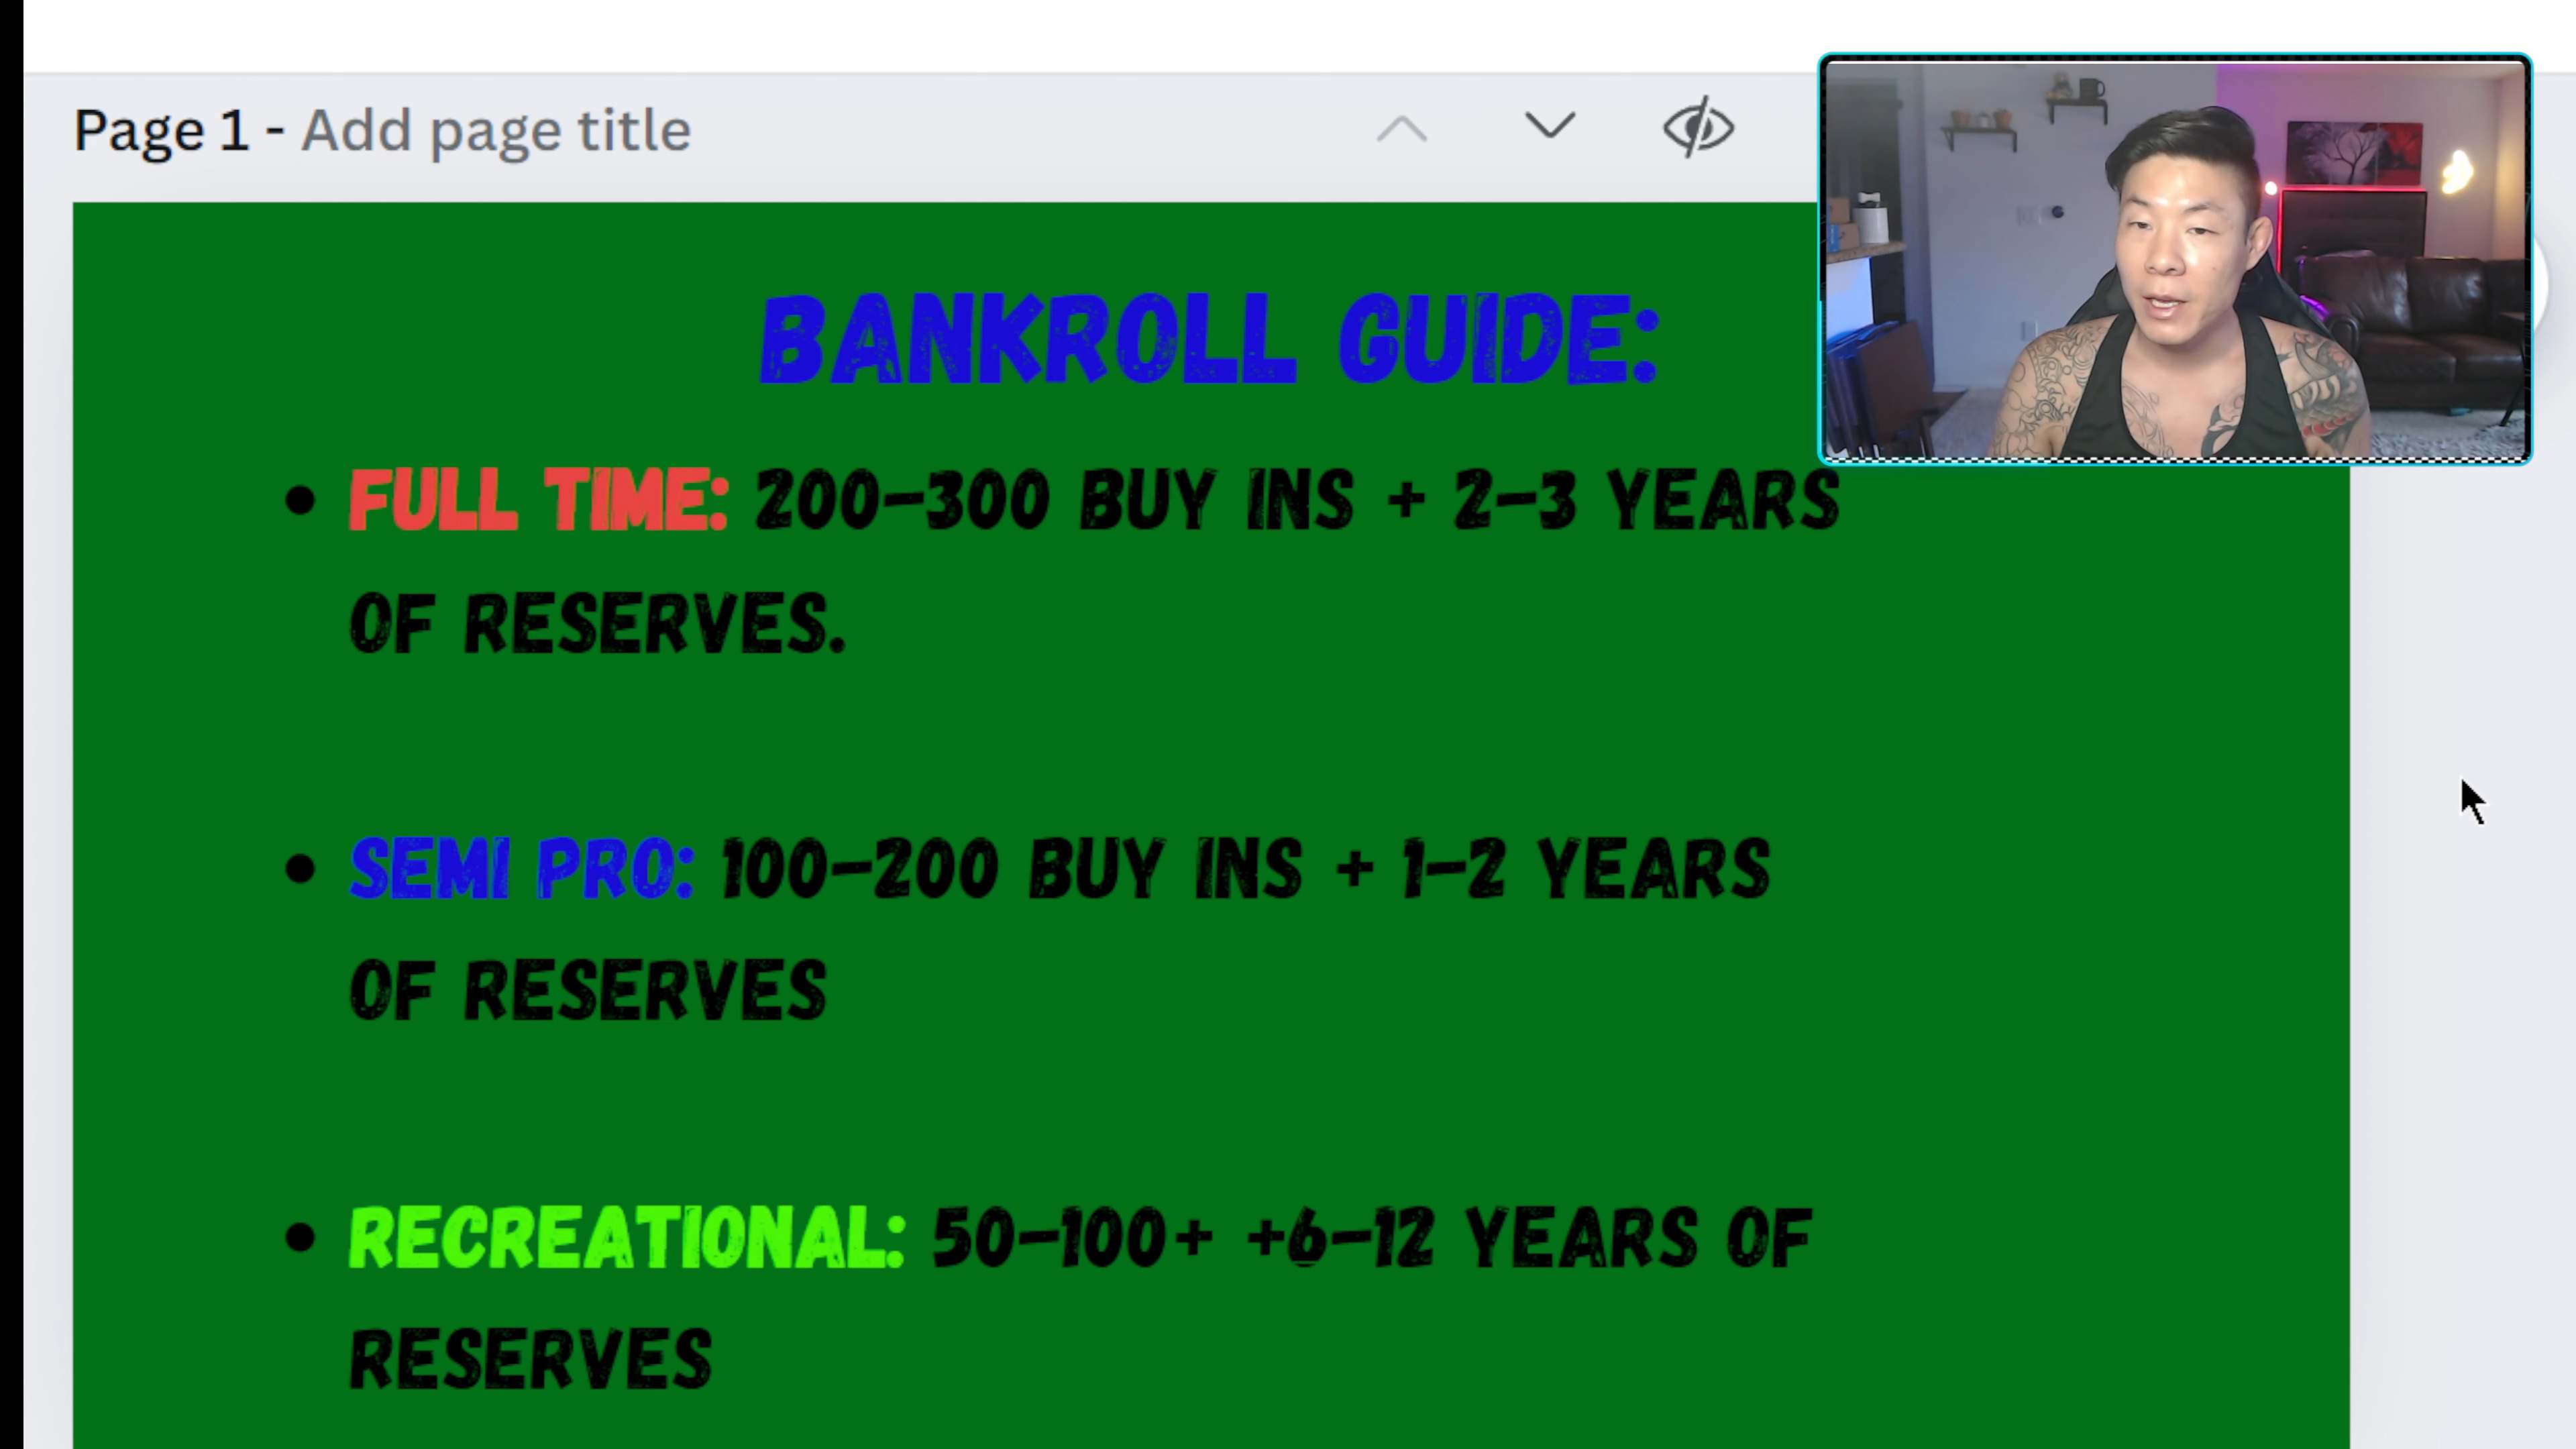 Page 1 - Add page title
BANKROLL GUIDE:
• FULL TIME: 200-300 BUY INS + 2-3 YEARS
OF RESERVES.
• SEMI PRO: 100-200 BUY INS + 1-2 YEARS
OF RESERVES
• RECREATIONAL: 50-100+ +6-12 YEARS OF
RESERVES